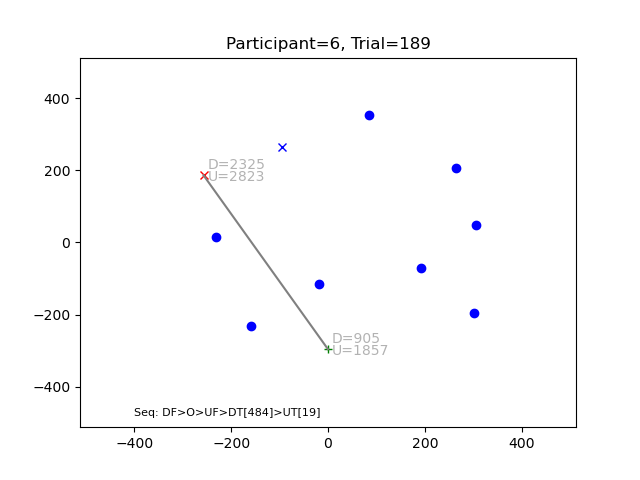 Participant=6, Trial=189
400
200
0
−200
−400
D=2325
U=2823
D=905
U=1857
Seq: DF>O>UF>DT[484]>UT[19]
−400
−200
0
200
400